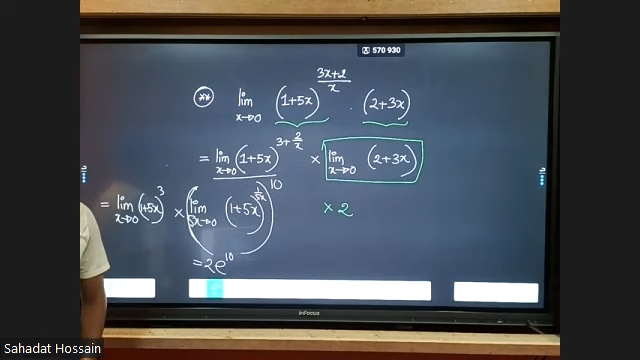 570 930
** lim x→0 (1+5x)^((3x+2)/x) · (2+3x)
= lim x→0 (1+5x)^(3+2/x) × lim x→0 (2+3x)
= lim x→0 (1+5x)^3 × (lim 5x→0 (1+5x)^(1/5x))^10 × 2
= 2e^10
InFocus
Sahadat Hossain